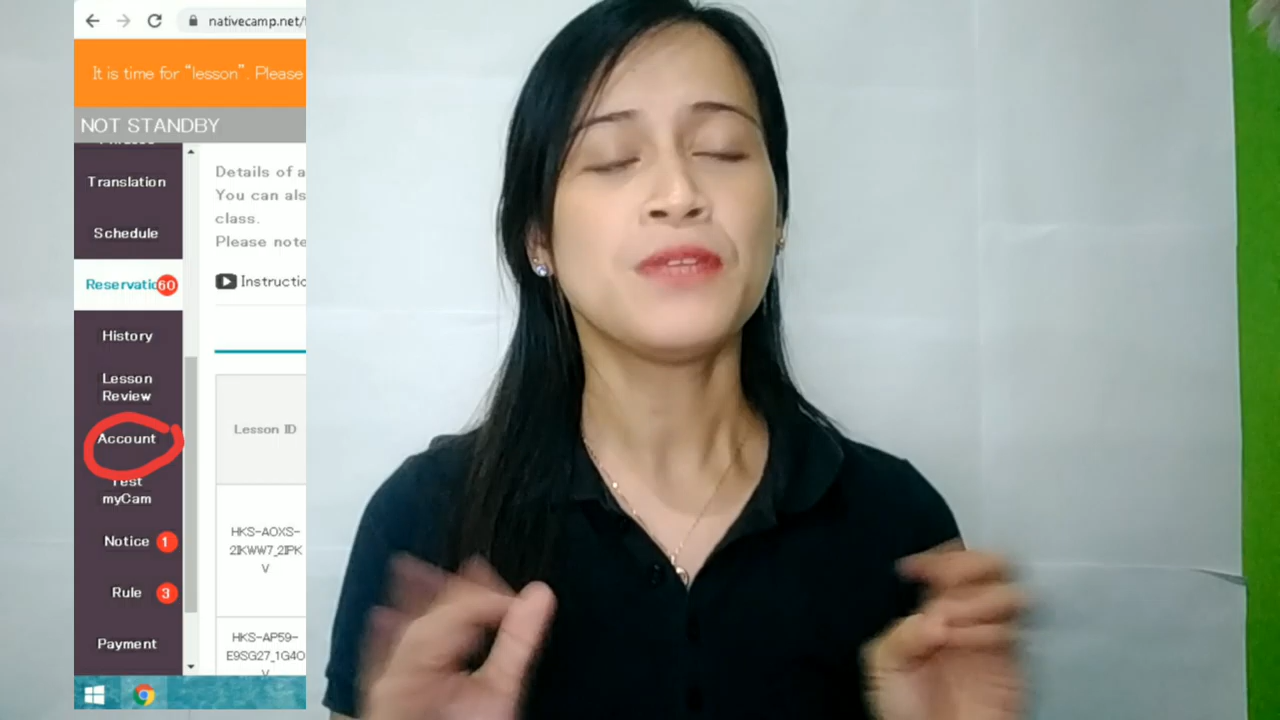 nativecamp.net/
It is time for "lesson". Please
NOT STANDBY
Translation
Schedule
Reservatio 60
History
Lesson
Review
Account
Test
myCam
Notice 1
Rule 3
Payment
Details of a
You can als
class.
Please note
Instructio
Lesson ID
HKS-AOXS-
2IKWW7_2IPK
V
HKS-AP59-
E9SG27_1G4O
V